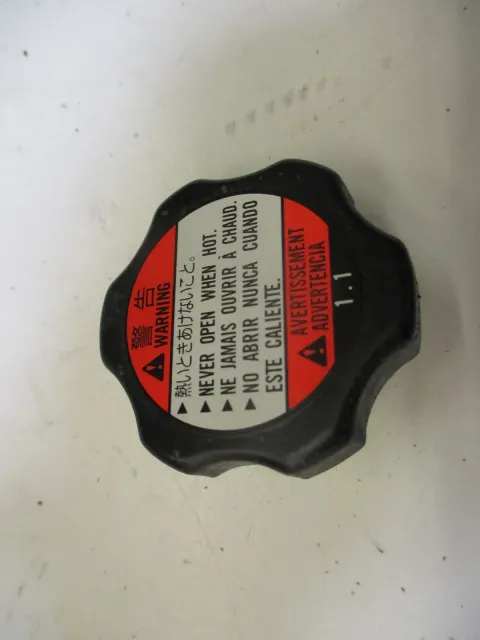 警告
WARNING
▶熱いときあけないこと。
▶NEVER OPEN WHEN HOT.
▶NE JAMAIS OUVRIR À CHAUD.
▶NO ABRIR NUNCA CUANDO
ESTE CALIENTE.
AVERTISSEMENT
ADVERTENCIA
1.1